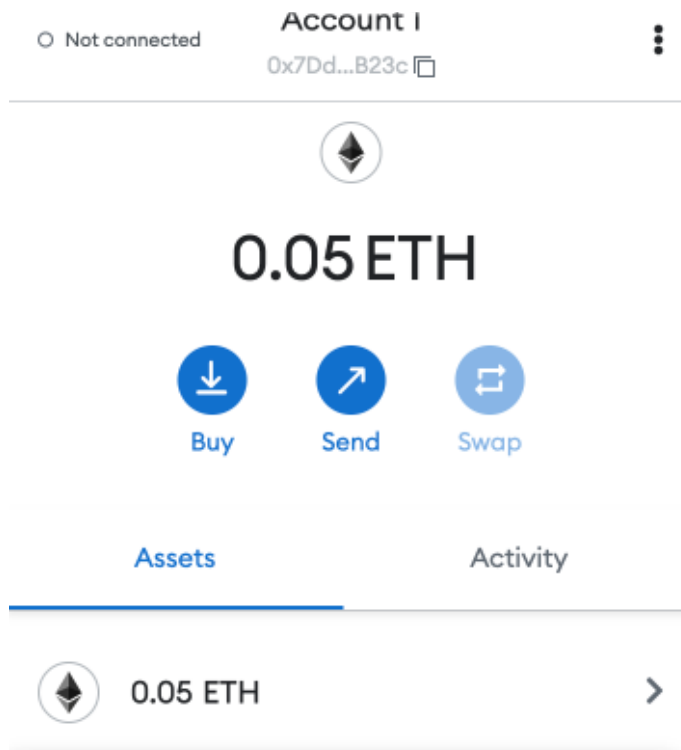 Account 1
Not connected
0x7Dd...B23c
0.05 ETH
Buy
Send
Swap
Assets
Activity
0.05 ETH